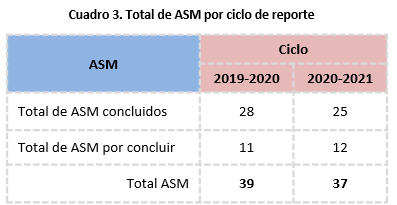 Cuadro 3. Total de ASM por ciclo de reporte
ASM Ciclo
2019-2020 2020-2021
Total de ASM concluidos 28 25
Total de ASM por concluir 11 12
Total ASM 39 37